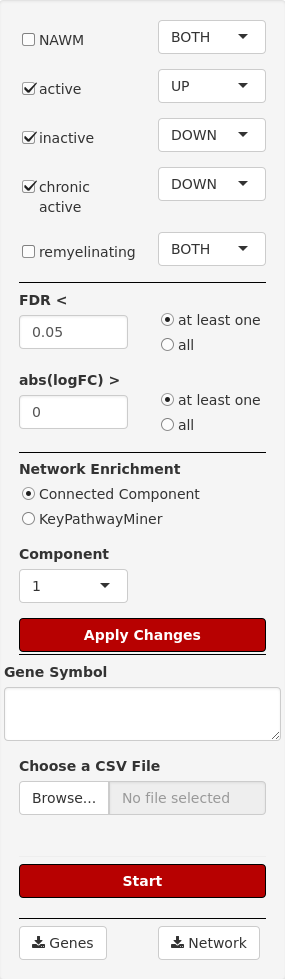 NAWM BOTH
active UP
inactive DOWN
chronic active DOWN
remyelinating BOTH
FDR <
0.05 at least one
all
abs(logFC) >
0 at least one
all
Network Enrichment
Connected Component
KeyPathwayMiner
Component
1
Apply Changes
Gene Symbol
Choose a CSV File
Browse... No file selected
Start
Genes Network